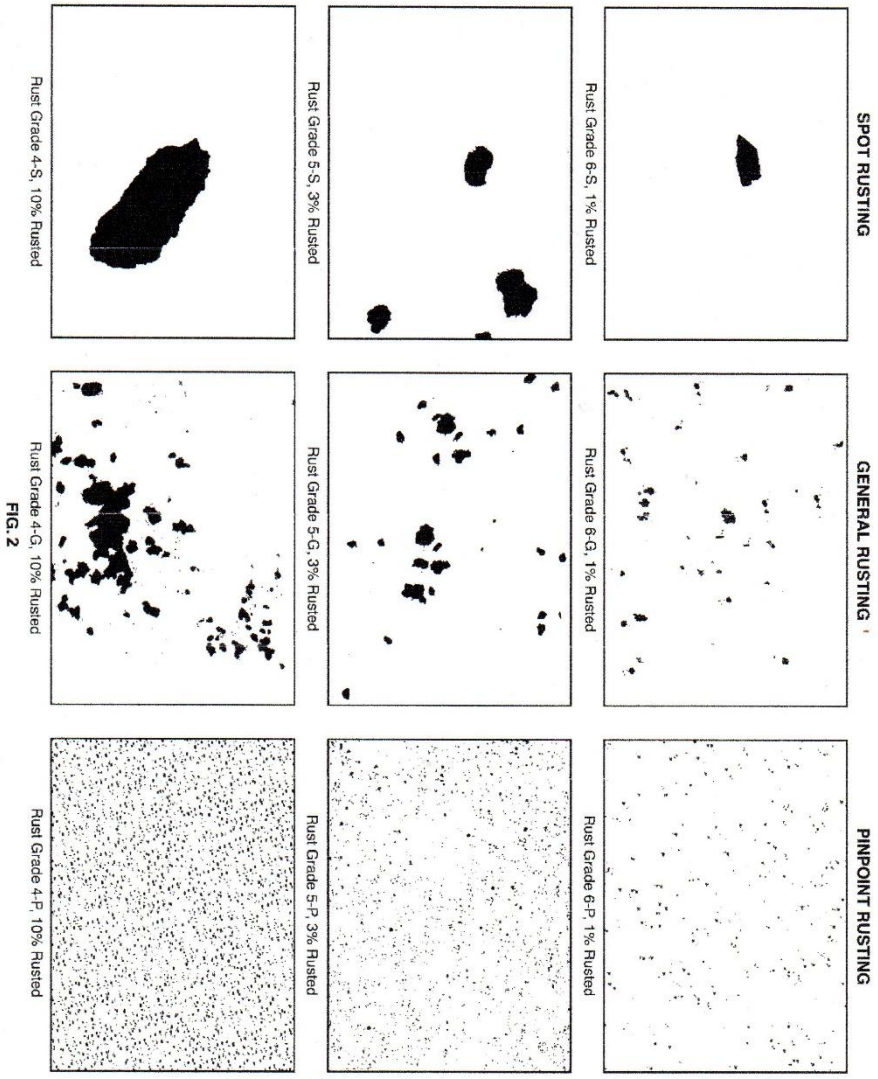 SPOT RUSTING
GENERAL RUSTING
PINPOINT RUSTING
Rust Grade 6-S, 1% Rusted
Rust Grade 6-G, 1% Rusted
Rust Grade 6-P, 1% Rusted
Rust Grade 5-S, 3% Rusted
Rust Grade 5-G, 3% Rusted
Rust Grade 5-P, 3% Rusted
Rust Grade 4-S, 10% Rusted
Rust Grade 4-G, 10% Rusted
Rust Grade 4-P, 10% Rusted
FIG. 2